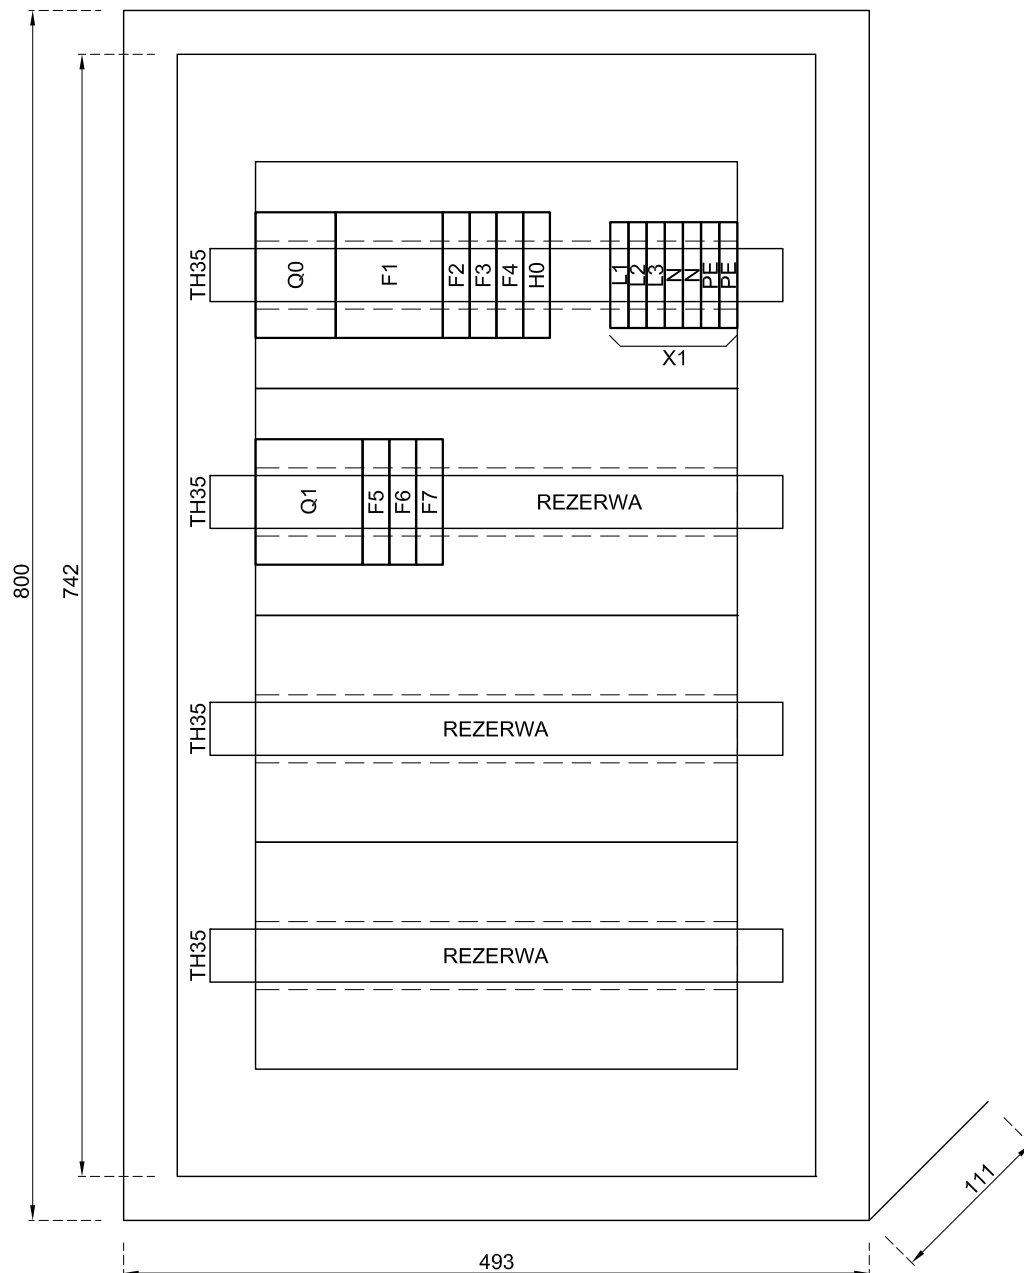 TH35
Q0
F1
F2
F3
F4
H0
L1
L2
L3
N
N
PE
PE
X1
TH35
Q1
F5
F6
F7
REZERWA
800
742
TH35
REZERWA
TH35
REZERWA
111
493